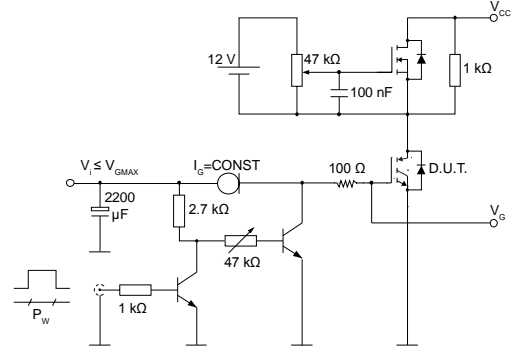 V_CC
12 V
47 kΩ
1 kΩ
100 nF
V_i ≤ V_GMAX
I_G=CONST
100 Ω
D.U.T.
2200
μF
2.7 kΩ
V_G
47 kΩ
1 kΩ
P_W